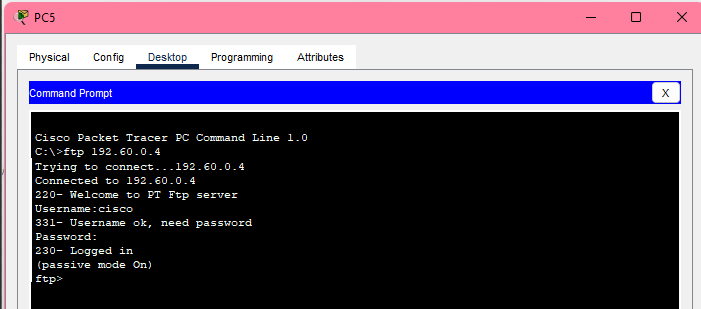 PC5
Physical Config Desktop Programming Attributes
Command Prompt X
Cisco Packet Tracer PC Command Line 1.0
C:\>ftp 192.60.0.4
Trying to connect...192.60.0.4
Connected to 192.60.0.4
220- Welcome to PT Ftp server
Username:cisco
331- Username ok, need password
Password:
230- Logged in
(passive mode On)
ftp>